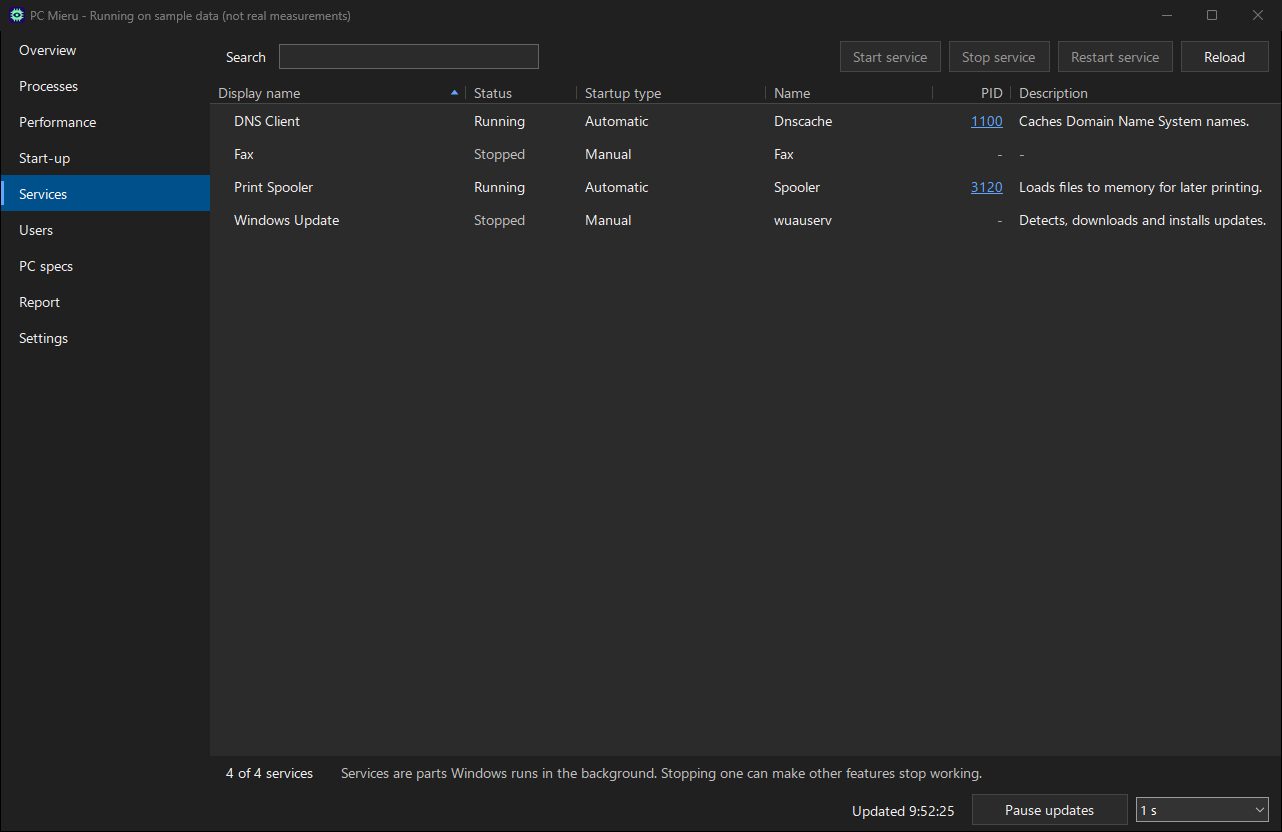 PC Mieru - Running on sample data (not real measurements)
Overview
Processes
Performance
Start-up
Services
Users
PC specs
Report
Settings
Search
Start service Stop service Restart service Reload
Display name Status Startup type Name PID Description
DNS Client Running Automatic Dnscache 1100 Caches Domain Name System names.
Fax Stopped Manual Fax - -
Print Spooler Running Automatic Spooler 3120 Loads files to memory for later printing.
Windows Update Stopped Manual wuauserv - Detects, downloads and installs updates.
4 of 4 services Services are parts Windows runs in the background. Stopping one can make other features stop working.
Updated 9:52:25 Pause updates 1 s